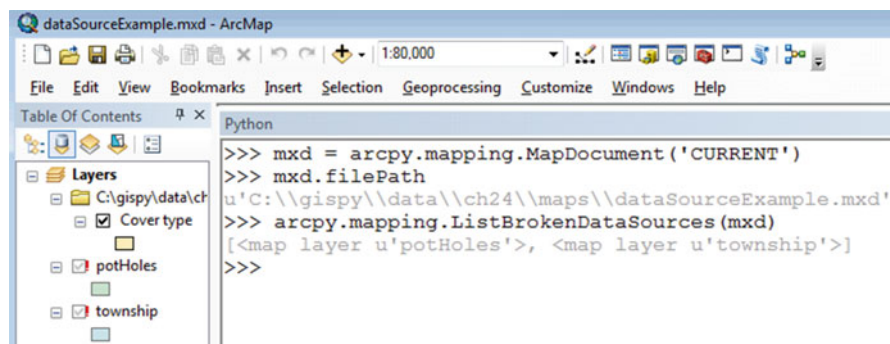 dataSourceExample.mxd - ArcMap
1:80,000
File Edit View Bookmarks Insert Selection Geoprocessing Customize Windows Help
Table Of Contents
Layers
C:\gispy\data\ch
Cover type
potHoles
township
Python
>>> mxd = arcpy.mapping.MapDocument('CURRENT')
>>> mxd.filePath
u'C:\\gispy\\data\\ch24\\maps\\dataSourceExample.mxd'
>>> arcpy.mapping.ListBrokenDataSources(mxd)
[<map layer u'potHoles'>, <map layer u'township'>]
>>>